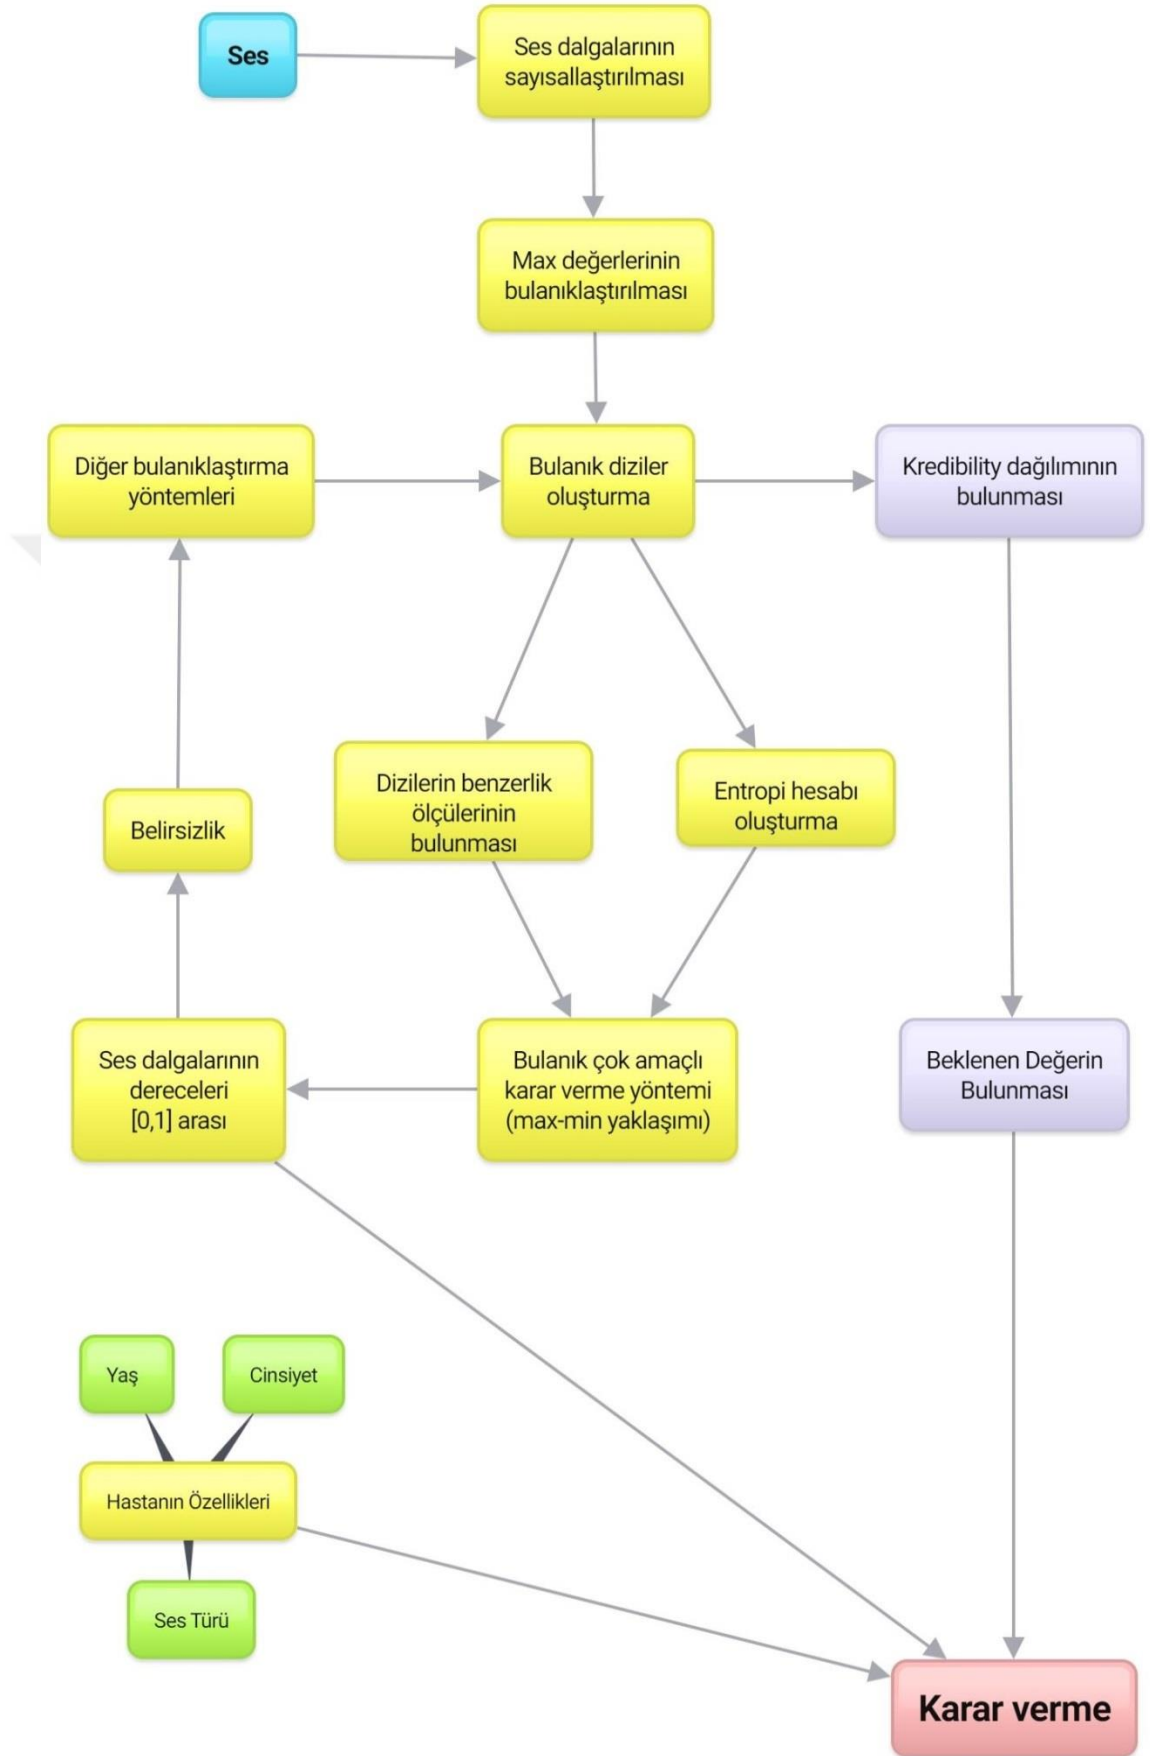 Ses
Ses dalgalarının
sayısallaştırılması
Max değerlerinin
bulanıklaştırılması
Diğer bulanıklaştırma
yöntemleri
Bulanık diziler
oluşturma
Kredibility dağılımının
bulunması
Belirsizlik
Dizilerin benzerlik
ölçülerinin
bulunması
Entropi hesabı
oluşturma
Ses dalgalarının
dereceleri
[0,1] arası
Bulanık çok amaçlı
karar verme yöntemi
(max-min yaklaşımı)
Beklenen Değerin
Bulunması
Yaş
Cinsiyet
Hastanın Özellikleri
Ses Türü
Karar verme